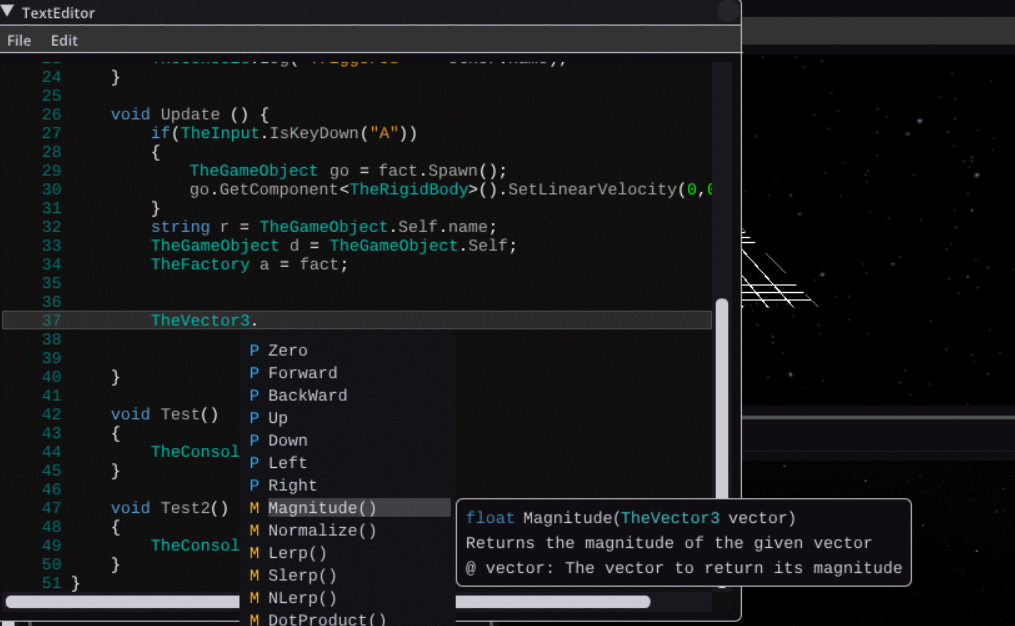 TextEditor
File Edit
24 }
25
26 void Update () {
27 if(TheInput.IsKeyDown("A"))
28 {
29 TheGameObject go = fact.Spawn();
30 go.GetComponent<TheRigidBody>().SetLinearVelocity(0,
31 }
32 string r = TheGameObject.Self.name;
33 TheGameObject d = TheGameObject.Self;
34 TheFactory a = fact;
35
36
37 TheVector3.
38
39
40 }
41
42 void Test()
43 {
44 TheConsol
45 }
46
47 void Test2()
48 {
49 TheConsol
50 }
51 }
P Zero
P Forward
P BackWard
P Up
P Down
P Left
P Right
M Magnitude()
M Normalize()
M Lerp()
M Slerp()
M NLerp()
M DotProduct()
float Magnitude(TheVector3 vector)
Returns the magnitude of the given vector
@ vector: The vector to return its magnitude